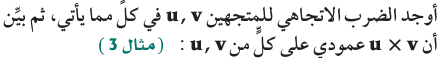 أوجد الضرب الاتجاهي للمتجهين u, v في كلٍّ مما يأتي، ثم بيِّن
أن u × v عمودي على كلٍّ من u, v : (مثال 3)